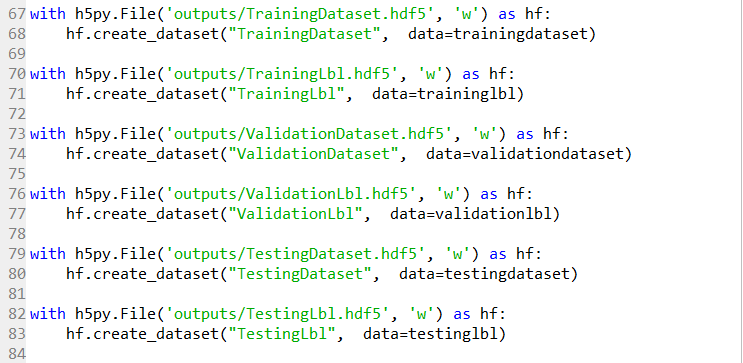 67 with h5py.File('outputs/TrainingDataset.hdf5', 'w') as hf:
68     hf.create_dataset("TrainingDataset",  data=trainingdataset)
69
70 with h5py.File('outputs/TrainingLbl.hdf5', 'w') as hf:
71     hf.create_dataset("TrainingLbl",  data=traininglbl)
72
73 with h5py.File('outputs/ValidationDataset.hdf5', 'w') as hf:
74     hf.create_dataset("ValidationDataset",  data=validationdataset)
75
76 with h5py.File('outputs/ValidationLbl.hdf5', 'w') as hf:
77     hf.create_dataset("ValidationLbl",  data=validationlbl)
78
79 with h5py.File('outputs/TestingDataset.hdf5', 'w') as hf:
80     hf.create_dataset("TestingDataset",  data=testingdataset)
81
82 with h5py.File('outputs/TestingLbl.hdf5', 'w') as hf:
83     hf.create_dataset("TestingLbl",  data=testinglbl)
84